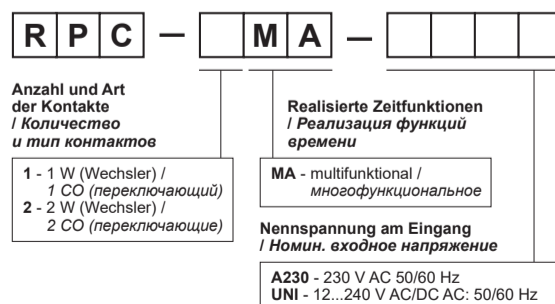 R P C – MA –
Anzahl und Art
der Kontakte
/ Количество
и тип контактов
1 - 1 W (Wechsler) /
1 CO (переключающий)
2 - 2 W (Wechsler) /
2 CO (переключающие)
Realisierte Zeitfunktionen
/ Реализация функций
времени
MA - multifunktional /
многофункциональное
Nennspannung am Eingang
/ Номин. входное напряжение
A230 - 230 V AC 50/60 Hz
UNI - 12...240 V AC/DC AC: 50/60 Hz